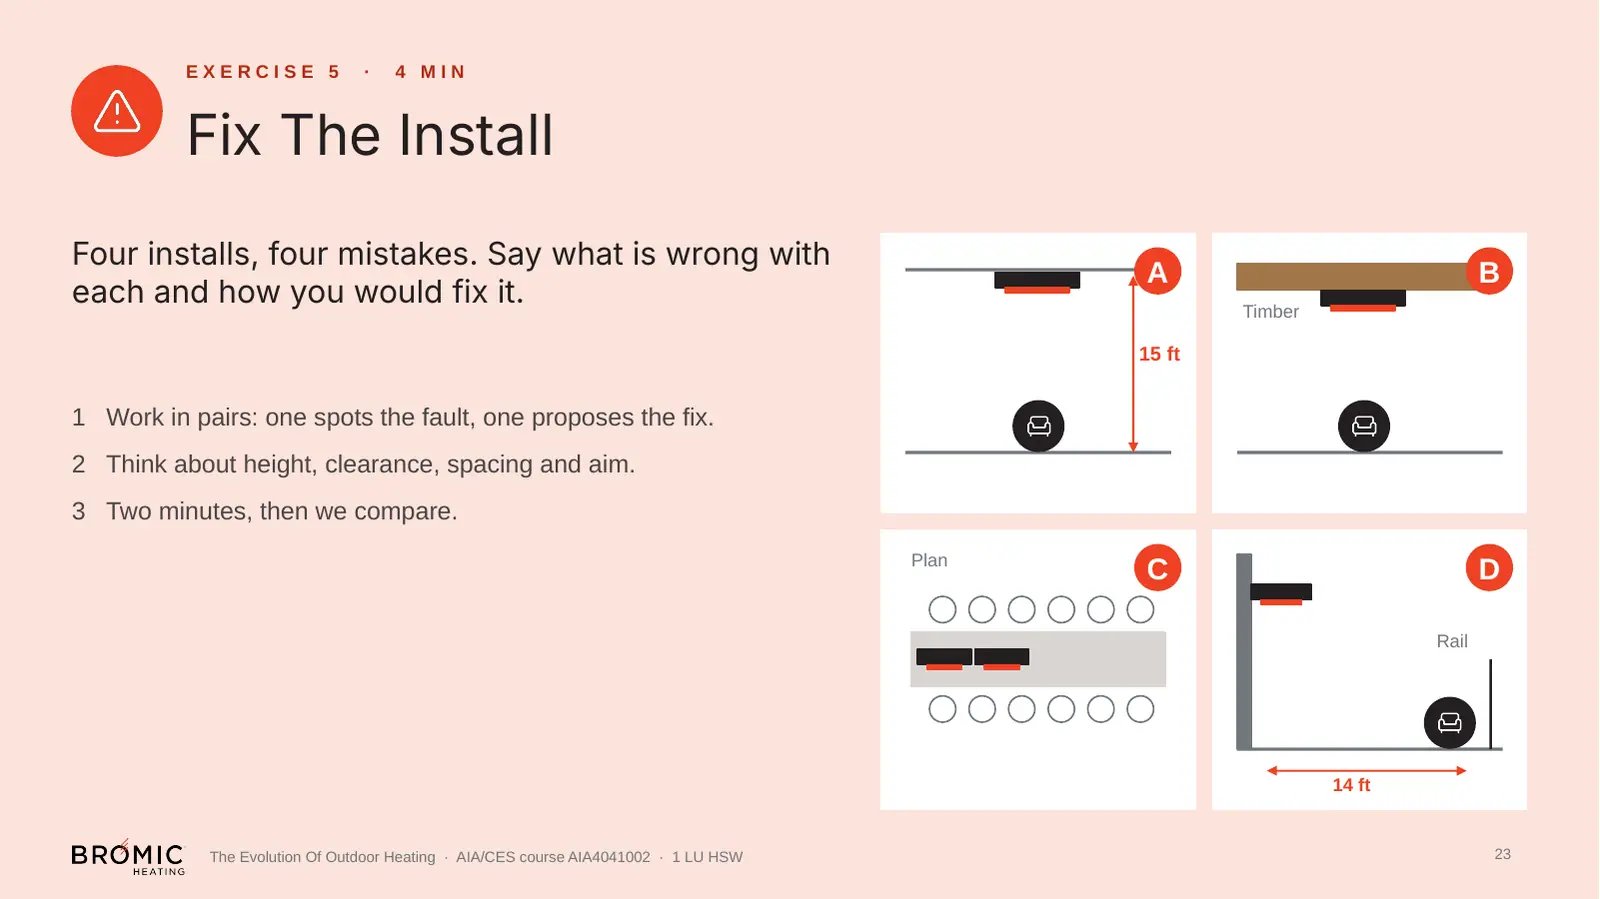 EXERCISE 5 · 4 MIN
Fix The Install
Four installs, four mistakes. Say what is wrong with
each and how you would fix it.
1 Work in pairs: one spots the fault, one proposes the fix.
2 Think about height, clearance, spacing and aim.
3 Two minutes, then we compare.
A
15 ft
B
Timber
Plan
C
D
Rail
14 ft
BROMIC
HEATING
The Evolution Of Outdoor Heating · AIA/CES course AIA4041002 · 1 LU HSW
23